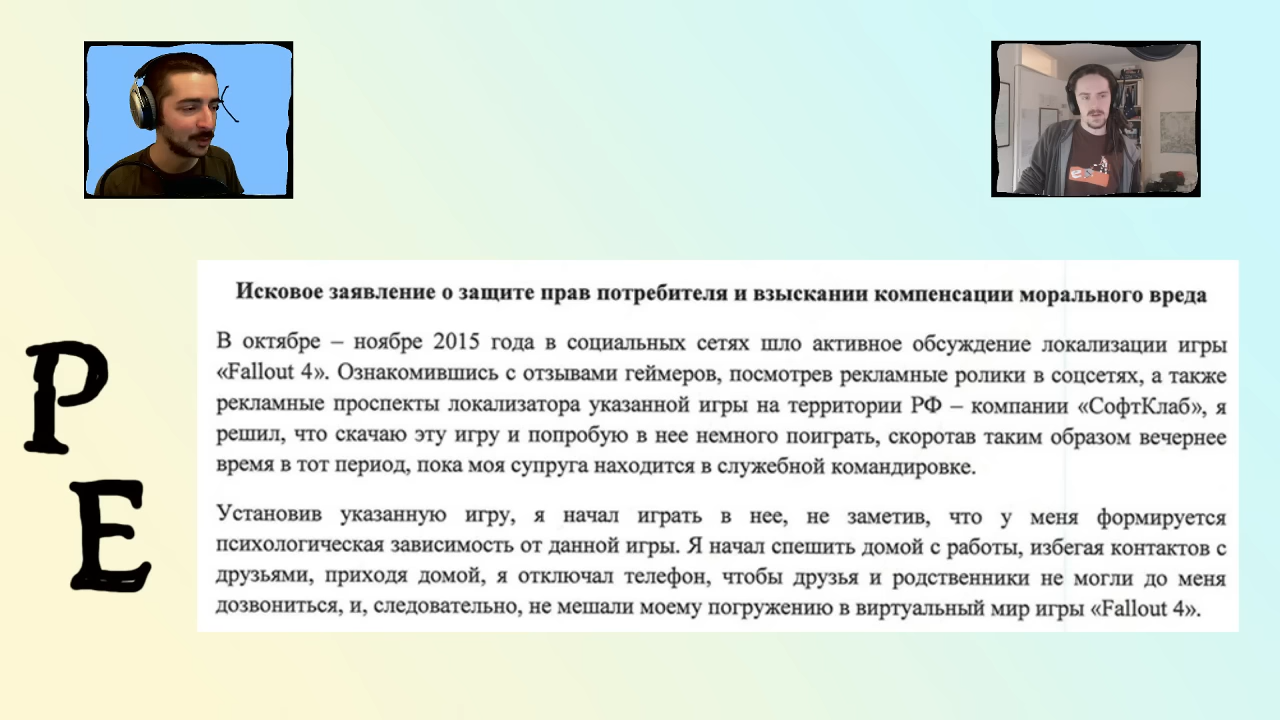 Исковое заявление о защите прав потребителя и взыскании компенсации морального вреда
В октябре – ноябре 2015 года в социальных сетях шло активное обсуждение локализации игры
«Fallout 4». Ознакомившись с отзывами геймеров, посмотрев рекламные ролики в соцсетях, а также
рекламные проспекты локализатора указанной игры на территории РФ – компании «СофтКлаб», я
решил, что скачаю эту игру и попробую в нее немного поиграть, скоротав таким образом вечернее
время в тот период, пока моя супруга находится в служебной командировке.
Установив указанную игру, я начал играть в нее, не заметив, что у меня формируется
психологическая зависимость от данной игры. Я начал спешить домой с работы, избегая контактов с
друзьями, приходя домой, я отключал телефон, чтобы друзья и родственники не могли до меня
дозвониться, и, следовательно, не мешали моему погружению в виртуальный мир игры «Fallout 4».
P
E